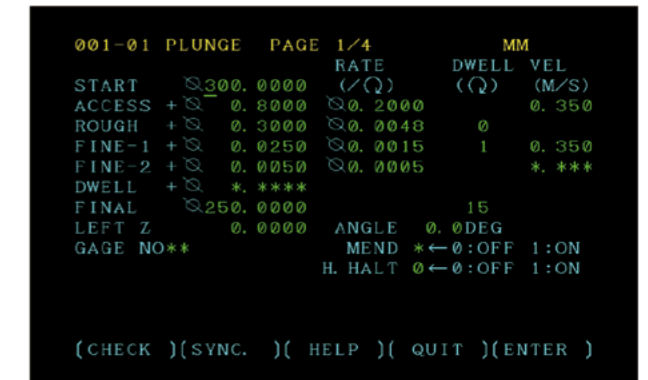 001-01 PLUNGE PAGE 1/4 MM
RATE DWELL VEL
START ⌀300.0000 (/↻) (↻) (M/S)
ACCESS +⌀ 0.8000 ⌀0.2000 0.350
ROUGH +⌀ 0.3000 ⌀0.0048 0
FINE-1 +⌀ 0.0250 ⌀0.0015 1 0.350
FINE-2 +⌀ 0.0050 ⌀0.0005 *.***
DWELL +⌀ *.****
FINAL ⌀250.0000 15
LEFT Z 0.0000 ANGLE 0.0DEG
GAGE NO** MEND *←0:OFF 1:ON
H.HALT 0←0:OFF 1:ON
(CHECK )(SYNC. )( HELP )( QUIT )(ENTER )